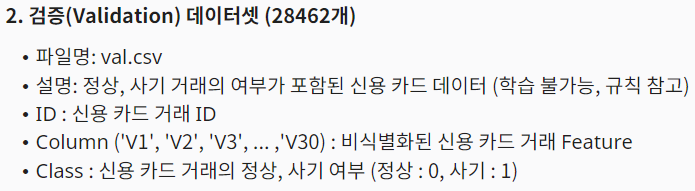 2. 검증(Validation) 데이터셋 (28462개)
• 파일명: val.csv
• 설명: 정상, 사기 거래의 여부가 포함된 신용 카드 데이터 (학습 불가능, 규칙 참고)
• ID : 신용 카드 거래 ID
• Column ('V1', 'V2', 'V3', ... ,'V30) : 비식별화된 신용 카드 거래 Feature
• Class : 신용 카드 거래의 정상, 사기 여부 (정상 : 0, 사기 : 1)